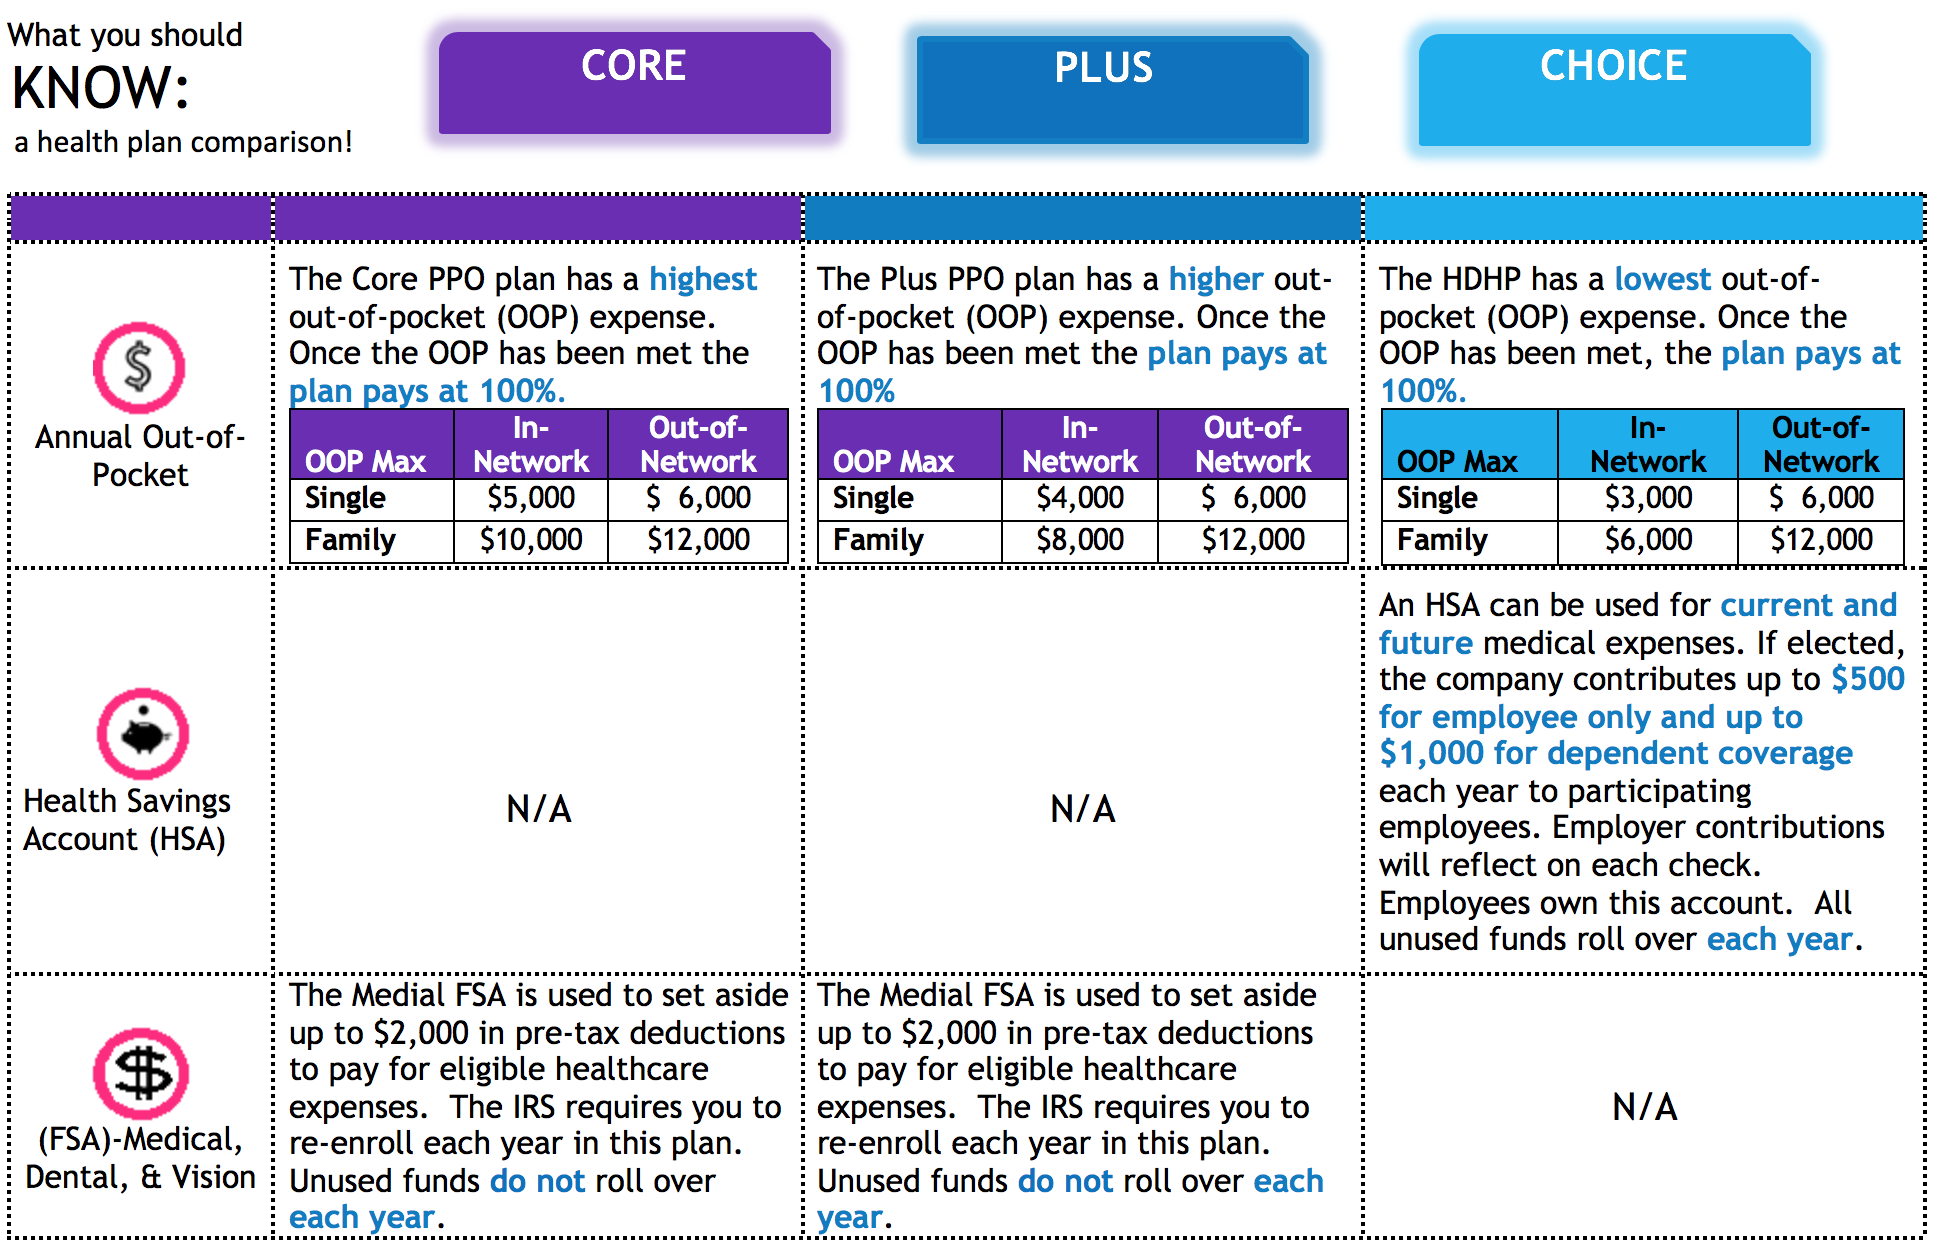 What you should
KNOW:
a health plan comparison!
CORE
PLUS
CHOICE
Annual Out-of-
Pocket
The Core PPO plan has a highest
out-of-pocket (OOP) expense.
Once the OOP has been met the
plan pays at 100%.
OOP Max In-Network Out-of-Network
Single $5,000 $ 6,000
Family $10,000 $12,000
The Plus PPO plan has a higher out-
of-pocket (OOP) expense. Once the
OOP has been met the plan pays at
100%
OOP Max In-Network Out-of-Network
Single $4,000 $ 6,000
Family $8,000 $12,000
The HDHP has a lowest out-of-
pocket (OOP) expense. Once the
OOP has been met, the plan pays at
100%.
OOP Max In-Network Out-of-Network
Single $3,000 $ 6,000
Family $6,000 $12,000
Health Savings
Account (HSA)
N/A
N/A
An HSA can be used for current and
future medical expenses. If elected,
the company contributes up to $500
for employee only and up to
$1,000 for dependent coverage
each year to participating
employees. Employer contributions
will reflect on each check.
Employees own this account.  All
unused funds roll over each year.
(FSA)-Medical,
Dental, & Vision
The Medial FSA is used to set aside
up to $2,000 in pre-tax deductions
to pay for eligible healthcare
expenses.  The IRS requires you to
re-enroll each year in this plan.
Unused funds do not roll over
each year.
The Medial FSA is used to set aside
up to $2,000 in pre-tax deductions
to pay for eligible healthcare
expenses.  The IRS requires you to
re-enroll each year in this plan.
Unused funds do not roll over each
year.
N/A